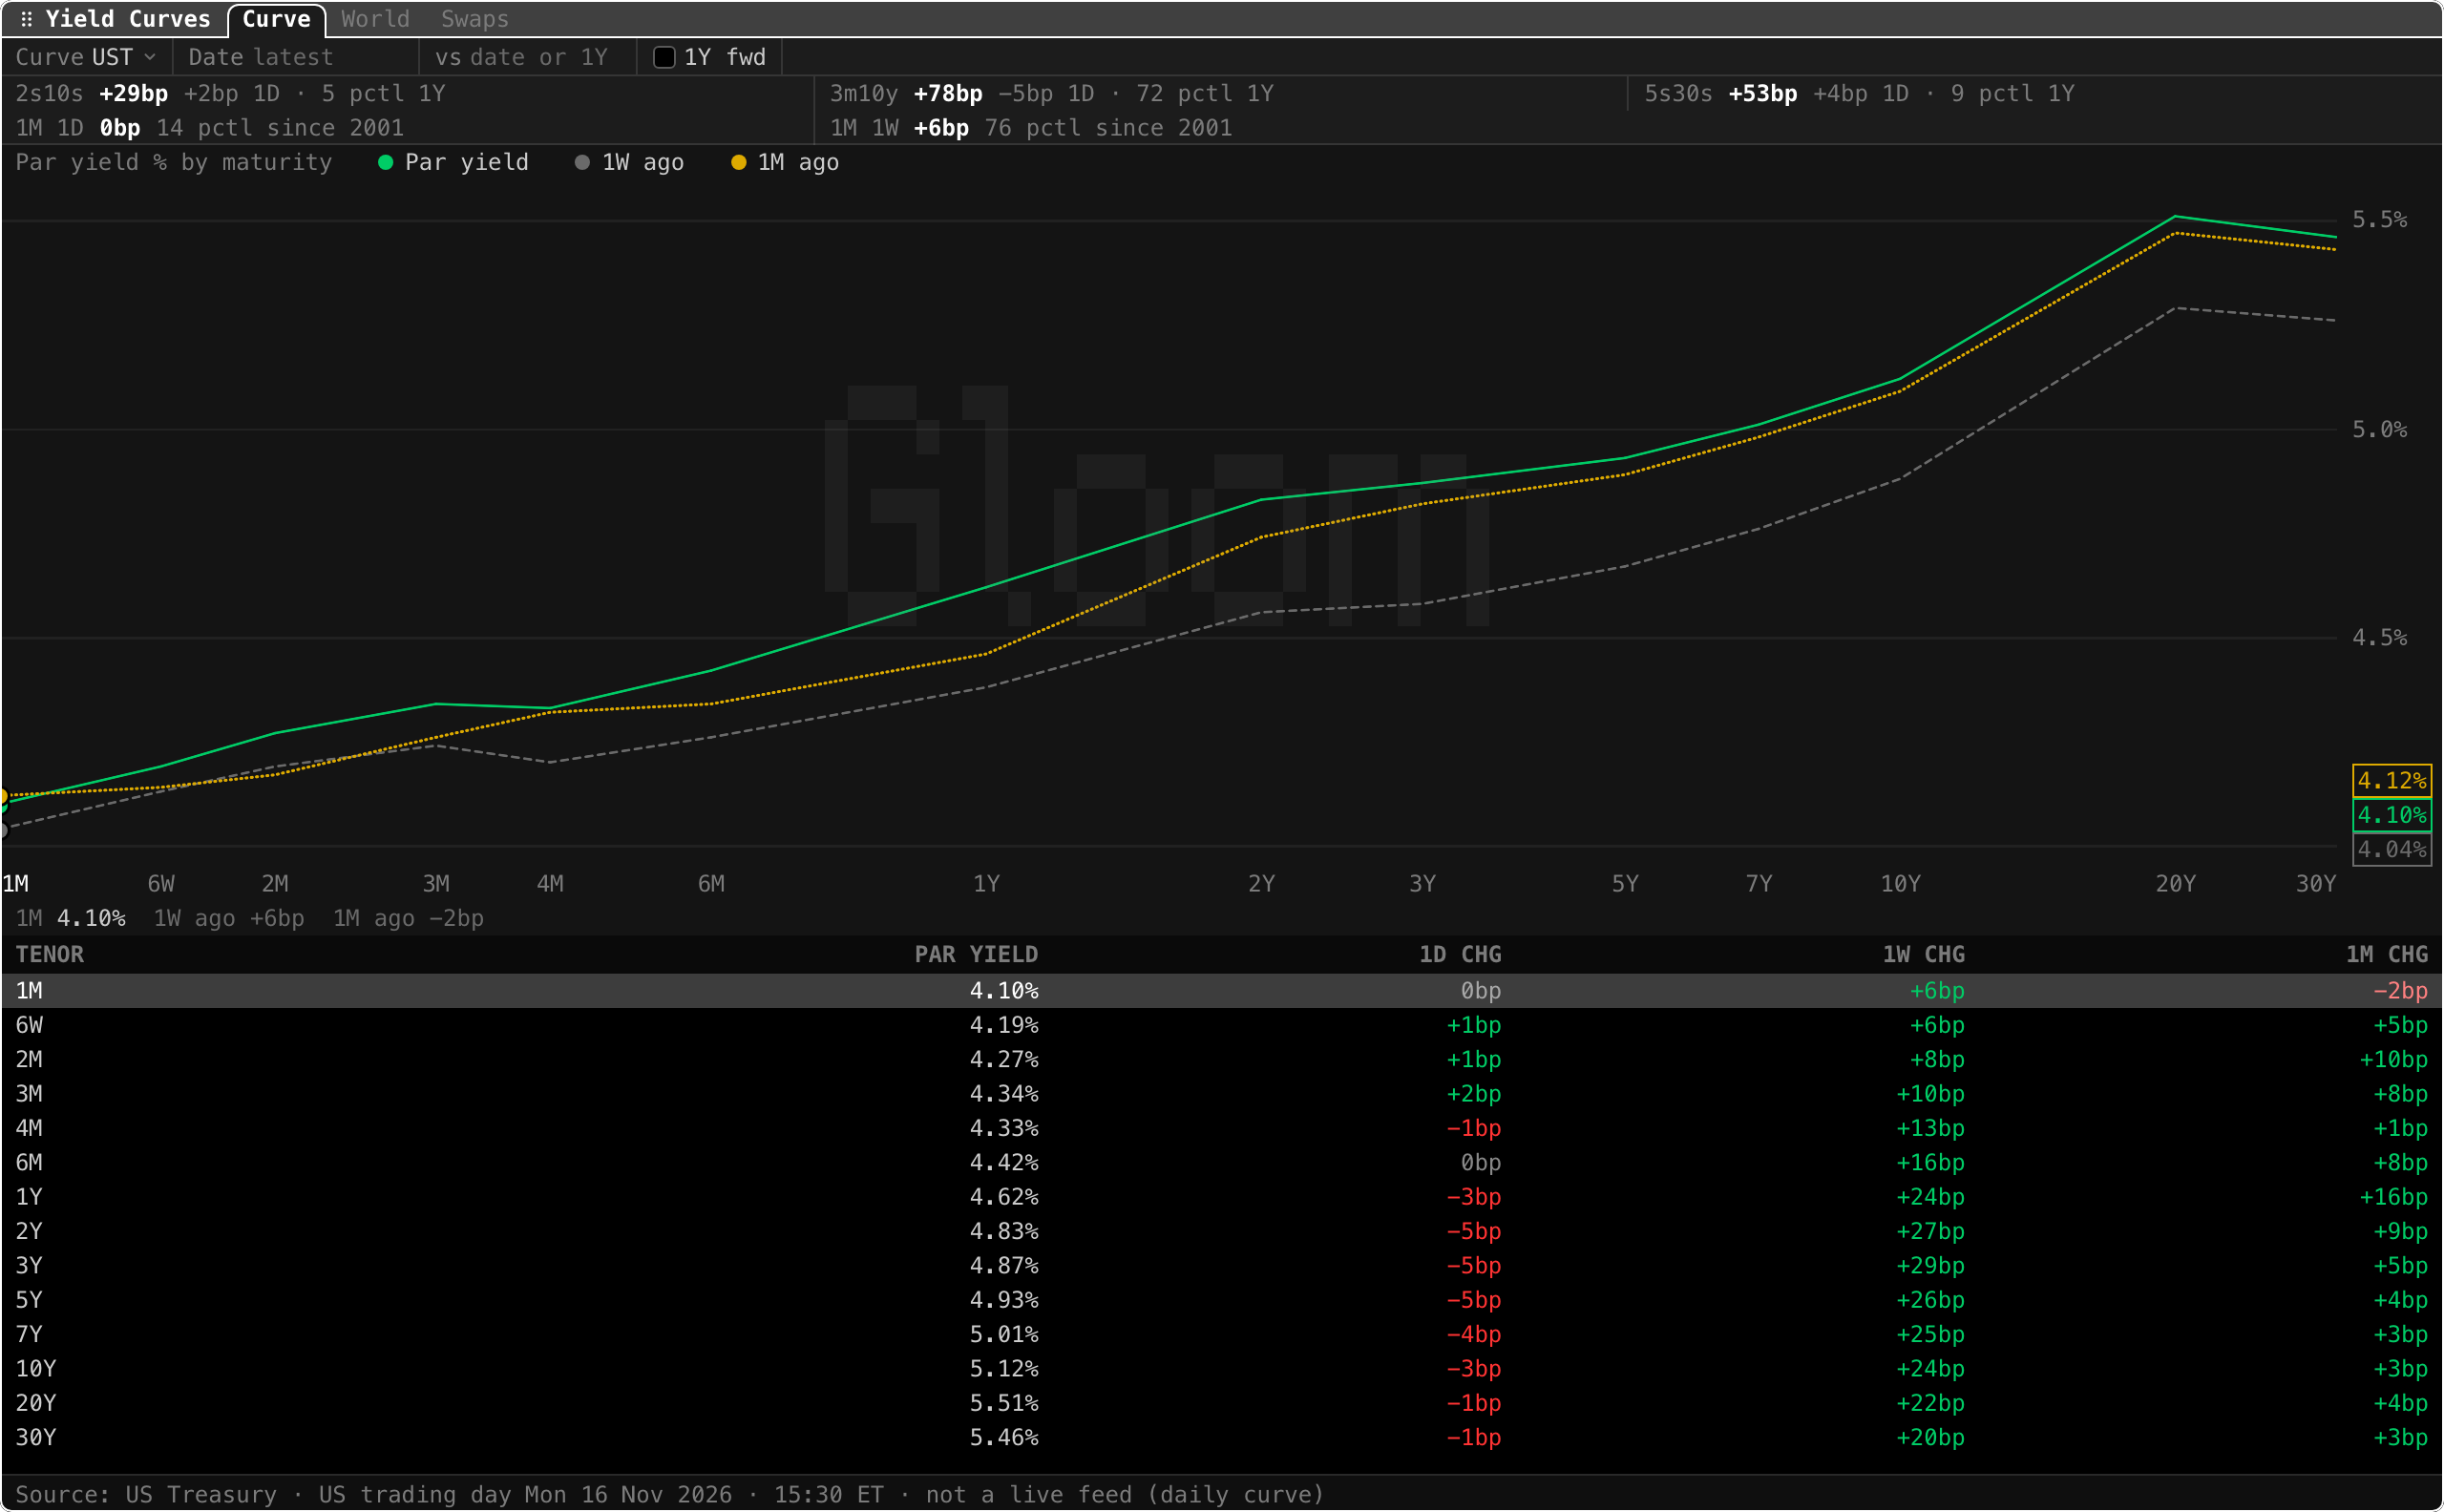 Yield Curves Curve World Swaps
Curve UST Date latest vs date or 1Y 1Y fwd
2s10s +29bp +2bp 1D · 5 pctl 1Y 3m10y +78bp −5bp 1D · 72 pctl 1Y 5s30s +53bp +4bp 1D · 9 pctl 1Y
1M 1D 0bp 14 pctl since 2001 1M 1W +6bp 76 pctl since 2001
Par yield % by maturity Par yield 1W ago 1M ago
5.5%
5.0%
Gloom
4.5%
4.12%
4.10%
4.04%
1M 6W 2M 3M 4M 6M 1Y 2Y 3Y 5Y 7Y 10Y 20Y 30Y
1M 4.10% 1W ago +6bp 1M ago −2bp
TENOR PAR YIELD 1D CHG 1W CHG 1M CHG
1M 4.10% 0bp +6bp −2bp
6W 4.19% +1bp +6bp +5bp
2M 4.27% +1bp +8bp +10bp
3M 4.34% +2bp +10bp +8bp
4M 4.33% −1bp +13bp +1bp
6M 4.42% 0bp +16bp +8bp
1Y 4.62% −3bp +24bp +16bp
2Y 4.83% −5bp +27bp +9bp
3Y 4.87% −5bp +29bp +5bp
5Y 4.93% −5bp +26bp +4bp
7Y 5.01% −4bp +25bp +3bp
10Y 5.12% −3bp +24bp +3bp
20Y 5.51% −1bp +22bp +4bp
30Y 5.46% −1bp +20bp +3bp
Source: US Treasury · US trading day Mon 16 Nov 2026 · 15:30 ET · not a live feed (daily curve)